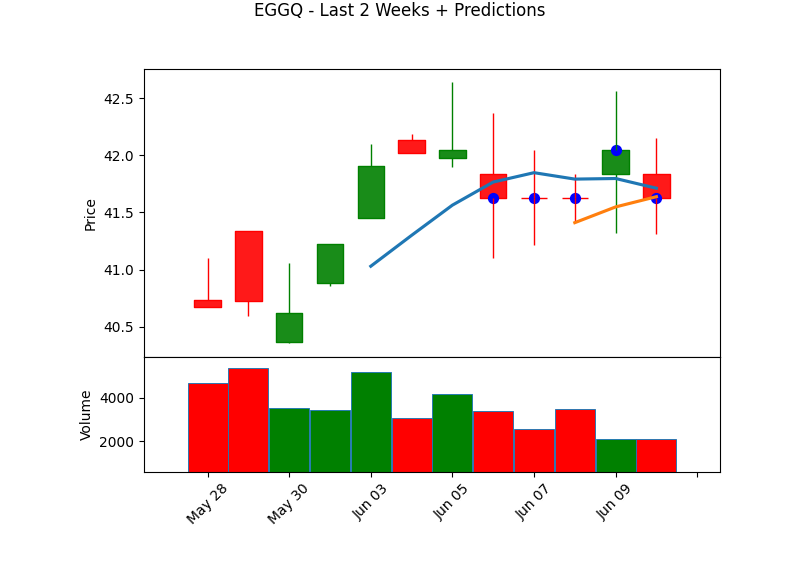 EGGQ - Last 2 Weeks + Predictions
42.5
42.0
41.5
41.0
40.5
Price
4000
2000
Volume
May 28
May 30
Jun 03
Jun 05
Jun 07
Jun 09